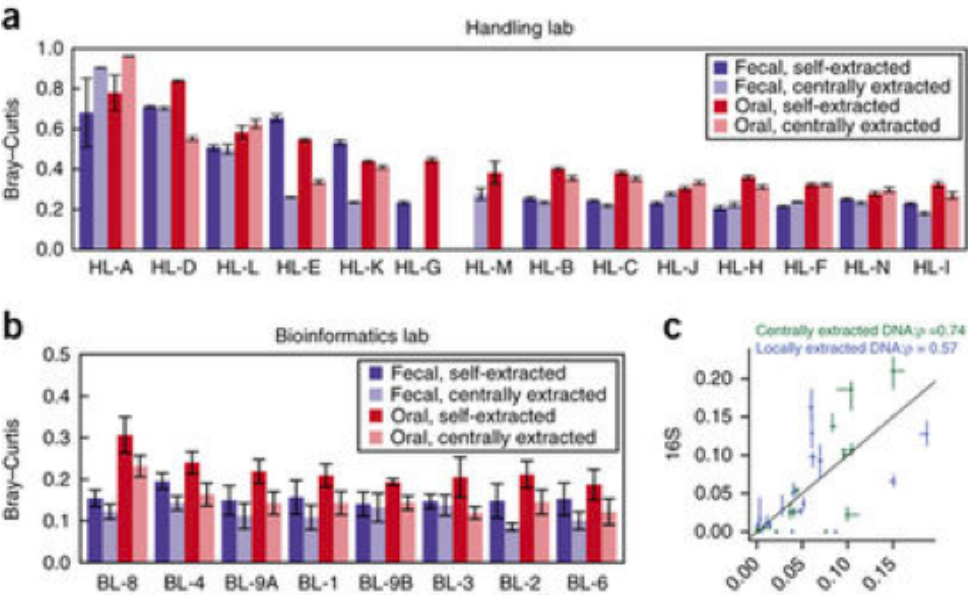 a
Handling lab
1.0
0.8
0.6
0.4
0.2
0.0
Bray–Curtis
Fecal, self-extracted
Fecal, centrally extracted
Oral, self-extracted
Oral, centrally extracted
HL-A HL-D HL-L HL-E HL-K HL-G HL-M HL-B HL-C HL-J HL-H HL-F HL-N HL-I
b
Bioinformatics lab
0.5
0.4
0.3
0.2
0.1
0.0
Bray–Curtis
Fecal, self-extracted
Fecal, centrally extracted
Oral, self-extracted
Oral, centrally extracted
BL-8 BL-4 BL-9A BL-1 BL-9B BL-3 BL-2 BL-6
c
Centrally extracted DNA:ρ =0.74
Locally extracted DNA:ρ = 0.57
0.20
0.15
0.10
0.05
0.00
16S
0.00 0.05 0.10 0.15